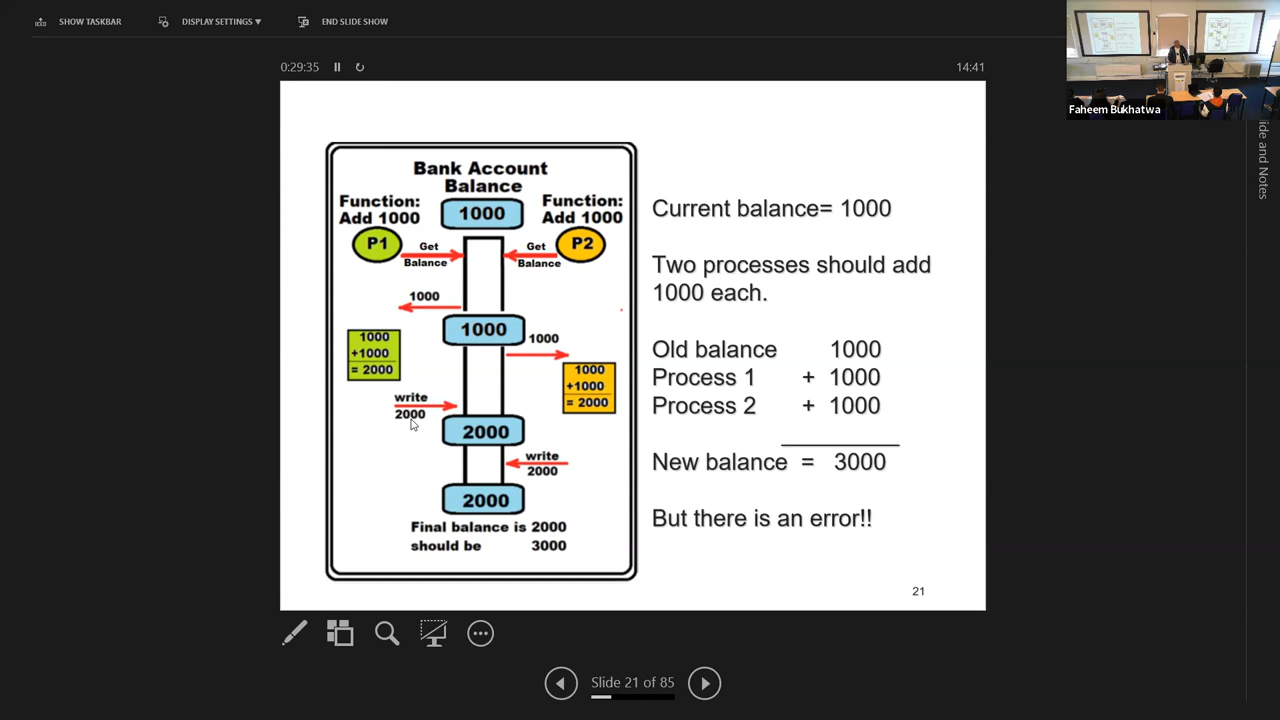 SHOW TASKBAR
DISPLAY SETTINGS ▼
END SLIDE SHOW
Faheem Bukhatwa
0:29:35
14:41
Bank Account
Balance
Function:
Add 1000
1000
Function:
Add 1000
P1
Get
Balance
Get
Balance
P2
1000
1000
1000
1000
+1000
= 2000
1000
+1000
= 2000
write
2000
2000
write
2000
2000
Final balance is 2000
should be 3000
Current balance= 1000
Two processes should add
1000 each.
Old balance 1000
Process 1 + 1000
Process 2 + 1000
New balance = 3000
But there is an error!!
21
Slide 21 of 85
ide and Notes